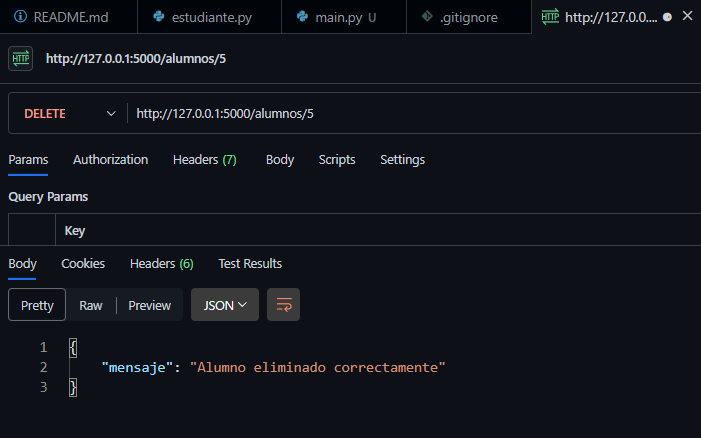 README.md estudiante.py main.py U .gitignore HTTP http://127.0.0....
HTTP http://127.0.0.1:5000/alumnos/5
DELETE http://127.0.0.1:5000/alumnos/5
Params Authorization Headers (7) Body Scripts Settings
Query Params
Key
Body Cookies Headers (6) Test Results
Pretty Raw Preview JSON
1 {
2 "mensaje": "Alumno eliminado correctamente"
3 }